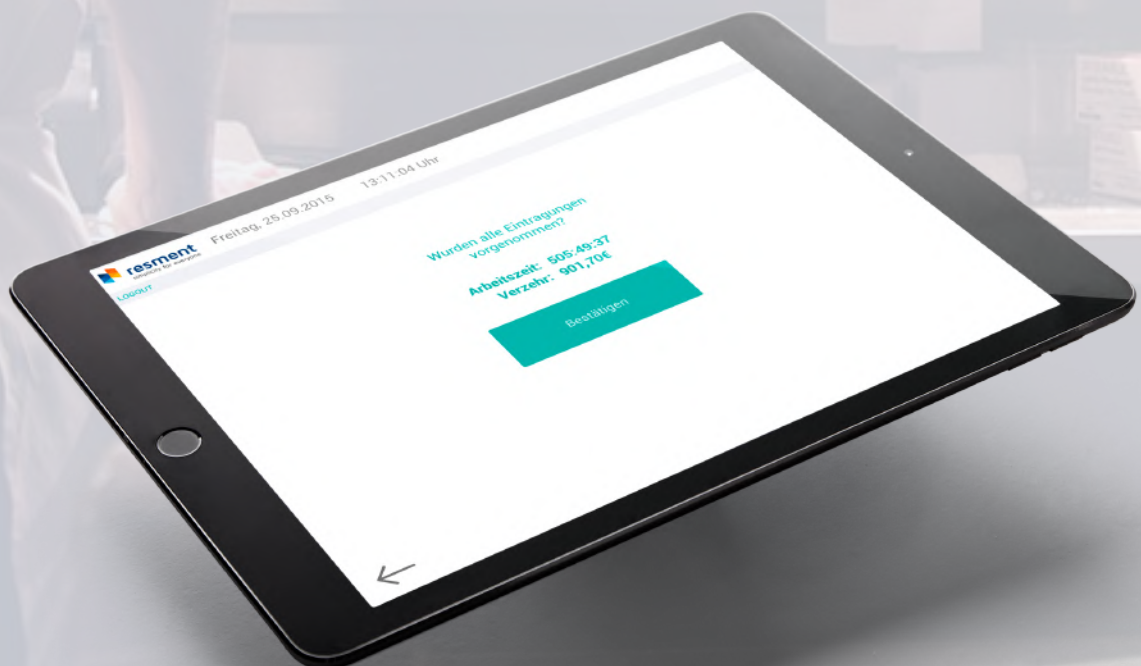 resment
simplicity for everyone
Freitag, 25.09.2015 13:11:04 Uhr
LOGOUT
Wurden alle Eintragungen
vorgenommen?
Arbeitszeit: 505:49:37
Verzehr: 901,70€
Bestätigen